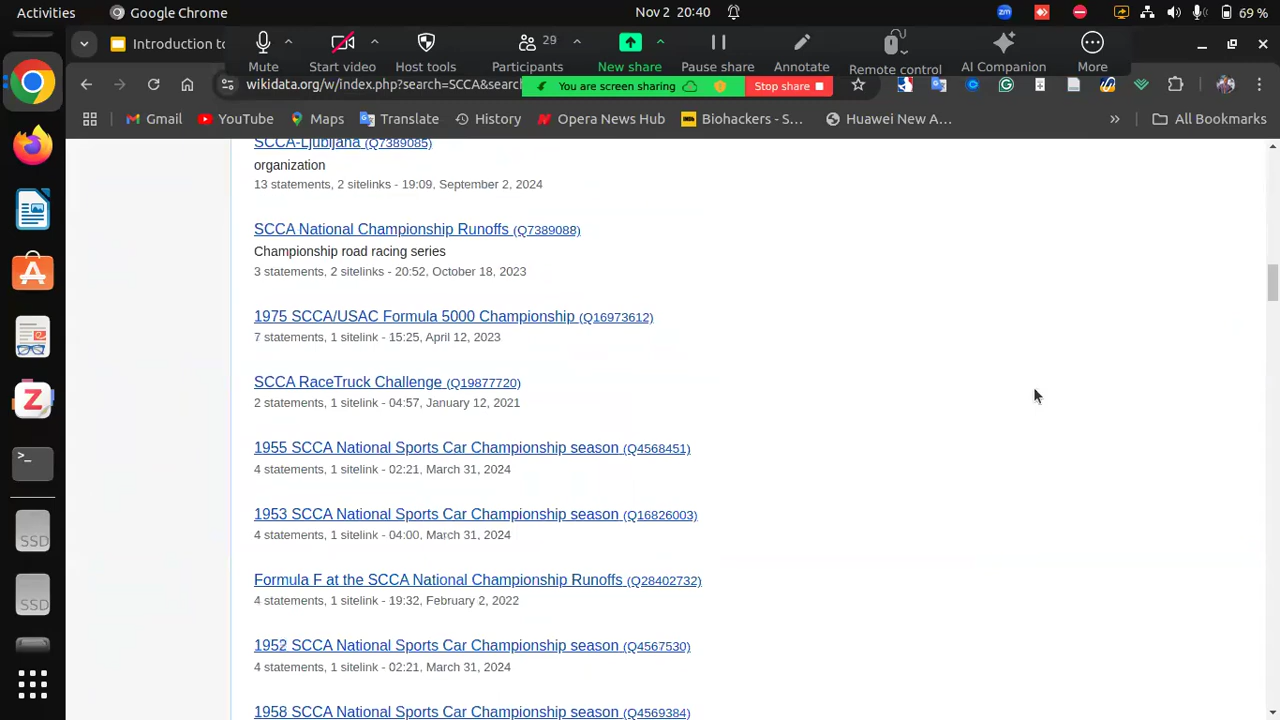 Activities
Google Chrome
Nov 2 20:40
zm
69 %
Introduction to
Mute
Start video
Host tools
29
Participants
New share
Pause share
Annotate
Remote control
AI Companion
More
wikidata.org/w/index.php?search=SCCA&searc
You are screen sharing
Stop share
Gmail
YouTube
Maps
Translate
History
Opera News Hub
Biohackers - S...
Huawei New A...
»
All Bookmarks
SCCA-Ljubljana (Q7389085)
organization
13 statements, 2 sitelinks - 19:09, September 2, 2024
SCCA National Championship Runoffs (Q7389088)
Championship road racing series
3 statements, 2 sitelinks - 20:52, October 18, 2023
1975 SCCA/USAC Formula 5000 Championship (Q16973612)
7 statements, 1 sitelink - 15:25, April 12, 2023
SCCA RaceTruck Challenge (Q19877720)
2 statements, 1 sitelink - 04:57, January 12, 2021
1955 SCCA National Sports Car Championship season (Q4568451)
4 statements, 1 sitelink - 02:21, March 31, 2024
1953 SCCA National Sports Car Championship season (Q16826003)
4 statements, 1 sitelink - 04:00, March 31, 2024
Formula F at the SCCA National Championship Runoffs (Q28402732)
4 statements, 1 sitelink - 19:32, February 2, 2022
1952 SCCA National Sports Car Championship season (Q4567530)
4 statements, 1 sitelink - 02:21, March 31, 2024
1958 SCCA National Sports Car Championship season (Q4569384)
Z
>_
SSD
SSD